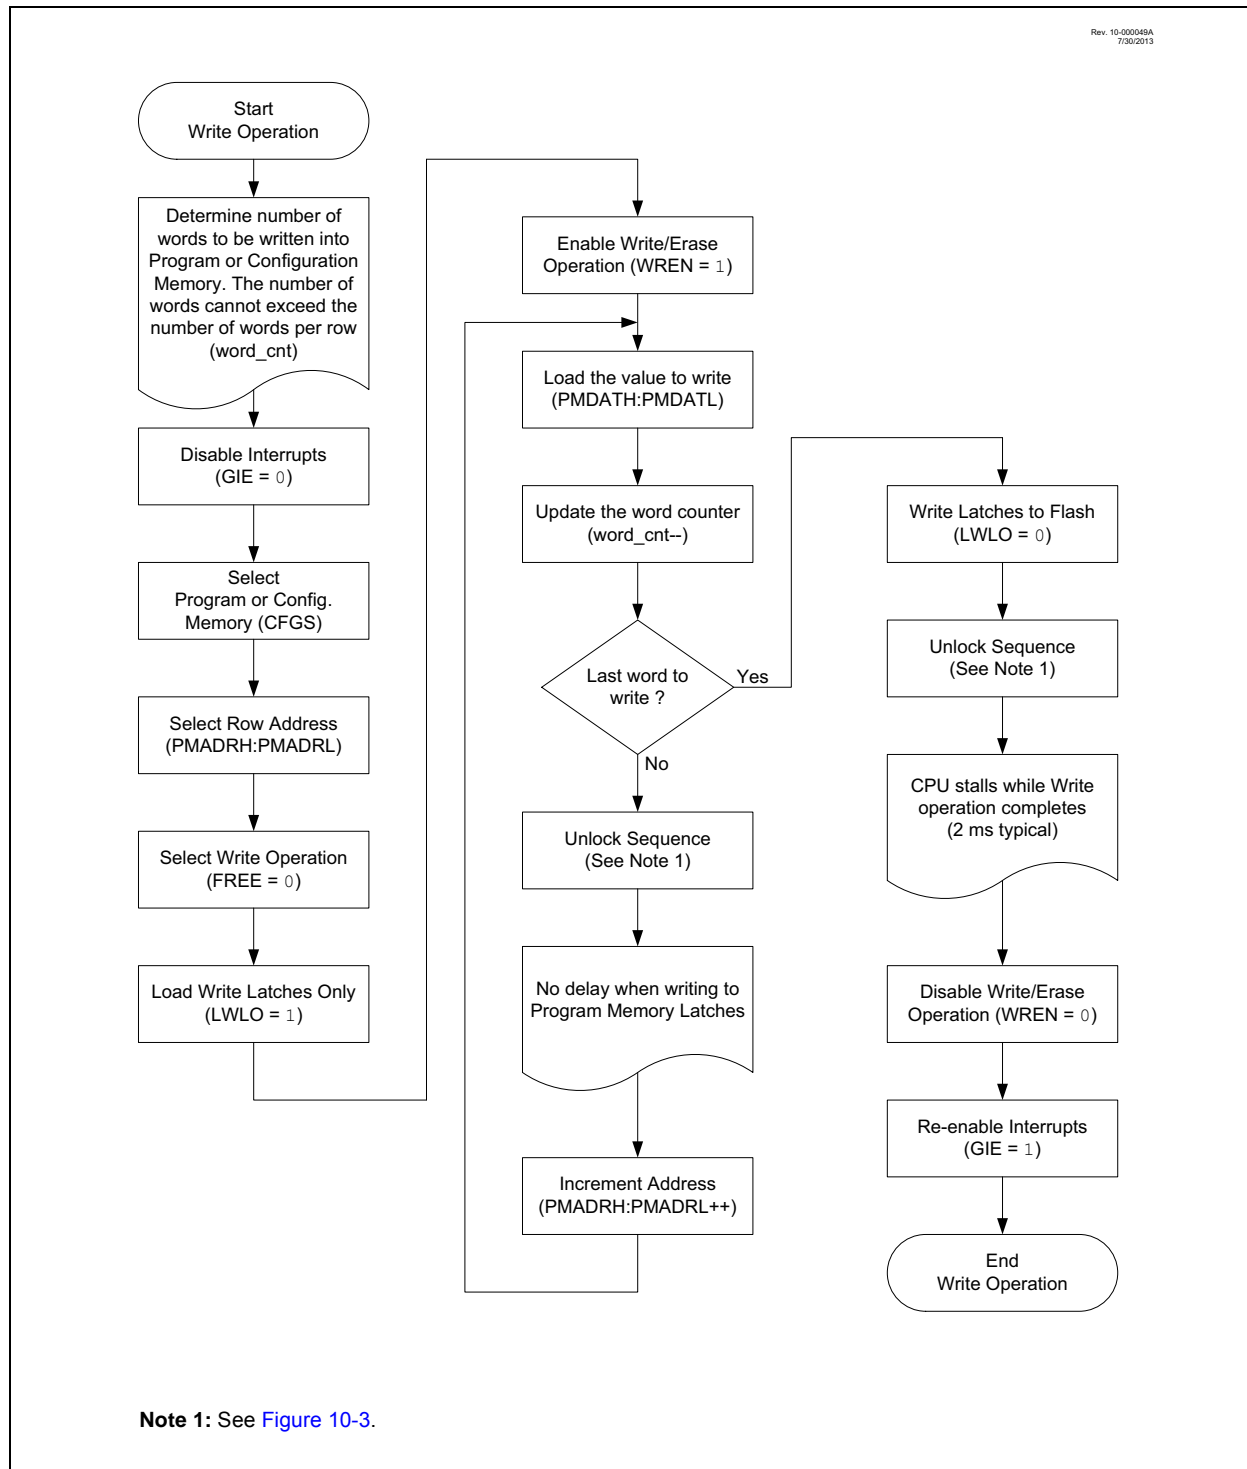 Rev. 10-000049A
7/30/2013
Start
Write Operation
Determine number of
words to be written into
Program or Configuration
Memory. The number of
words cannot exceed the
number of words per row
(word_cnt)
Disable Interrupts
(GIE = 0)
Select
Program or Config.
Memory (CFGS)
Select Row Address
(PMADRH:PMADRL)
Select Write Operation
(FREE = 0)
Load Write Latches Only
(LWLO = 1)
Enable Write/Erase
Operation (WREN = 1)
Load the value to write
(PMDATH:PMDATL)
Update the word counter
(word_cnt--)
Last word to
write ?
Yes
No
Unlock Sequence
(See Note 1)
No delay when writing to
Program Memory Latches
Increment Address
(PMADRH:PMADRL++)
Write Latches to Flash
(LWLO = 0)
Unlock Sequence
(See Note 1)
CPU stalls while Write
operation completes
(2 ms typical)
Disable Write/Erase
Operation (WREN = 0)
Re-enable Interrupts
(GIE = 1)
End
Write Operation
Note 1: See Figure 10-3.